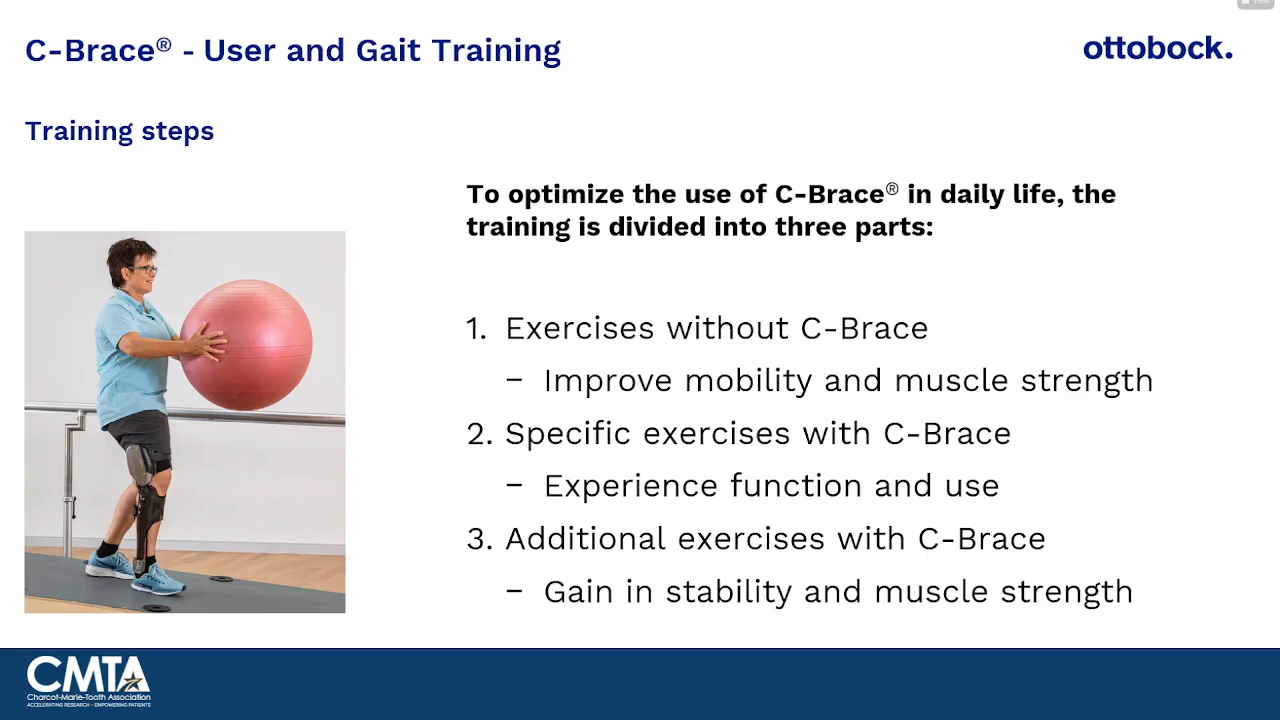 View
C-Brace® - User and Gait Training
ottobock.
Training steps
To optimize the use of C-Brace® in daily life, the
training is divided into three parts:
1. Exercises without C-Brace
– Improve mobility and muscle strength
2. Specific exercises with C-Brace
– Experience function and use
3. Additional exercises with C-Brace
– Gain in stability and muscle strength
CMTA
Charcot-Marie-Tooth Association
ACCELERATING RESEARCH - EMPOWERING PATIENTS